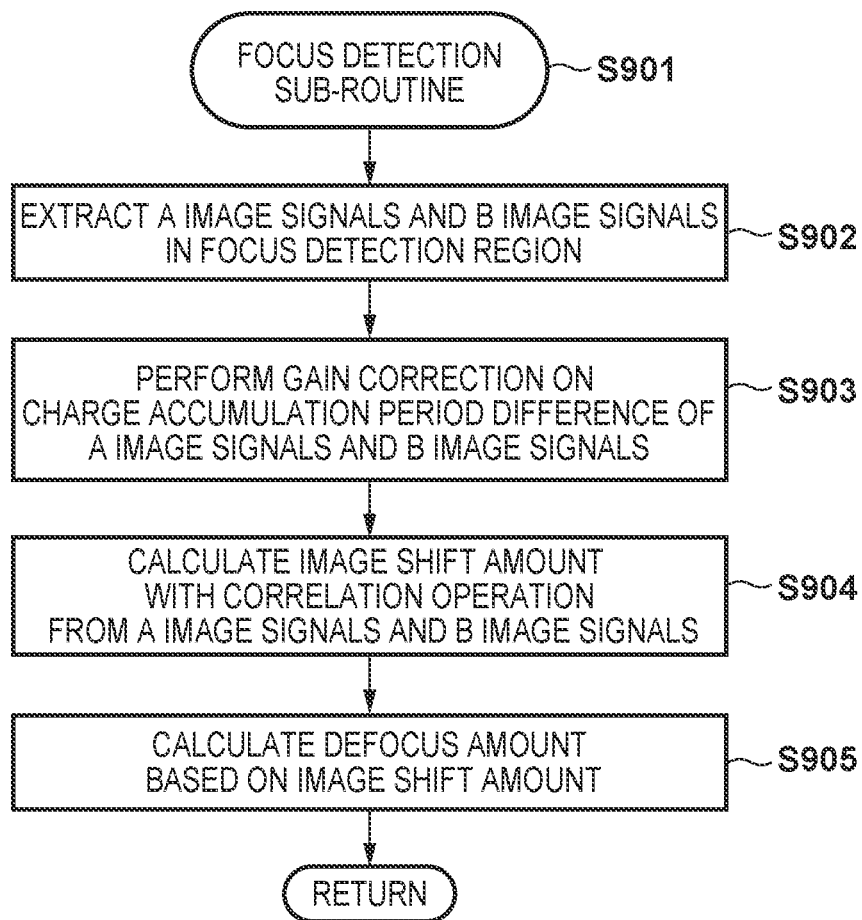 FOCUS DETECTION
SUB-ROUTINE
S901
EXTRACT A IMAGE SIGNALS AND B IMAGE SIGNALS
IN FOCUS DETECTION REGION
S902
PERFORM GAIN CORRECTION ON
CHARGE ACCUMULATION PERIOD DIFFERENCE OF
A IMAGE SIGNALS AND B IMAGE SIGNALS
S903
CALCULATE IMAGE SHIFT AMOUNT
WITH CORRELATION OPERATION
FROM A IMAGE SIGNALS AND B IMAGE SIGNALS
S904
CALCULATE DEFOCUS AMOUNT
BASED ON IMAGE SHIFT AMOUNT
S905
RETURN